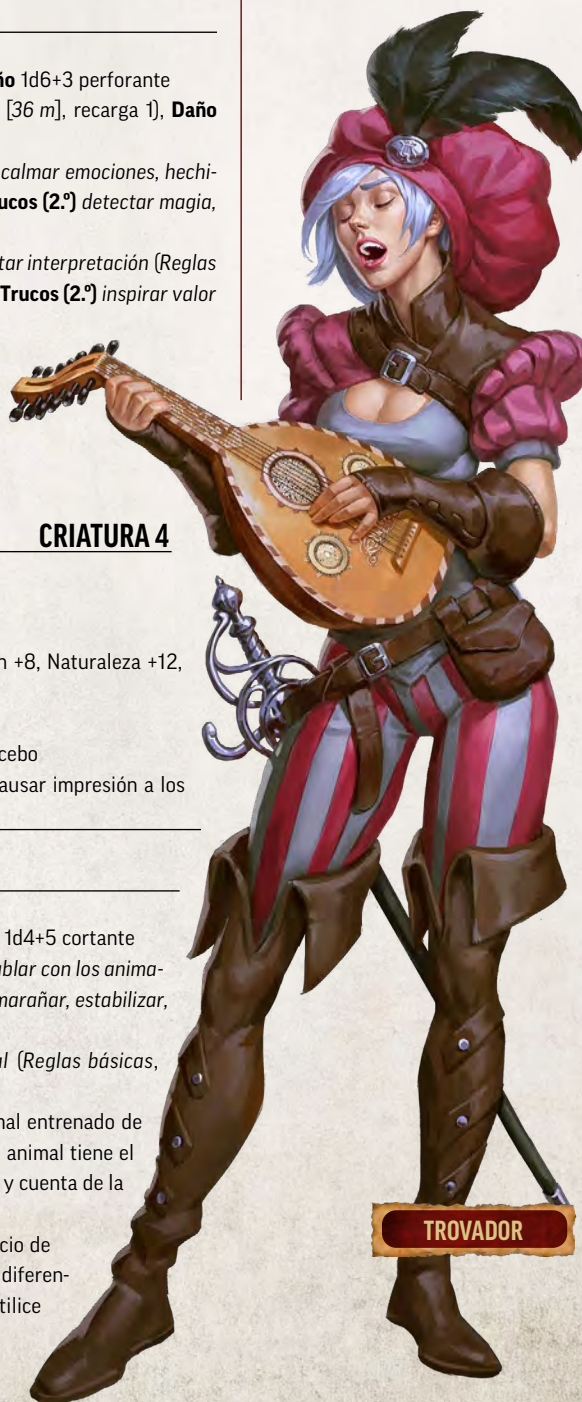 ño 1d6+3 perforante
[36 m], recarga 1), Daño
calmar emociones, hechi-
ucos (2.º) detectar magia,
tar interpretación (Reglas
Trucos (2.º) inspirar valor
CRIATURA 4
n +8, Naturaleza +12,
cebo
ausar impresión a los
1d4+5 cortante
ablar con los anima-
marañar, estabilizar,
al (Reglas básicas,
nal entrenado de
animal tiene el
y cuenta de la
cio de
diferen-
tilice
TROVADOR